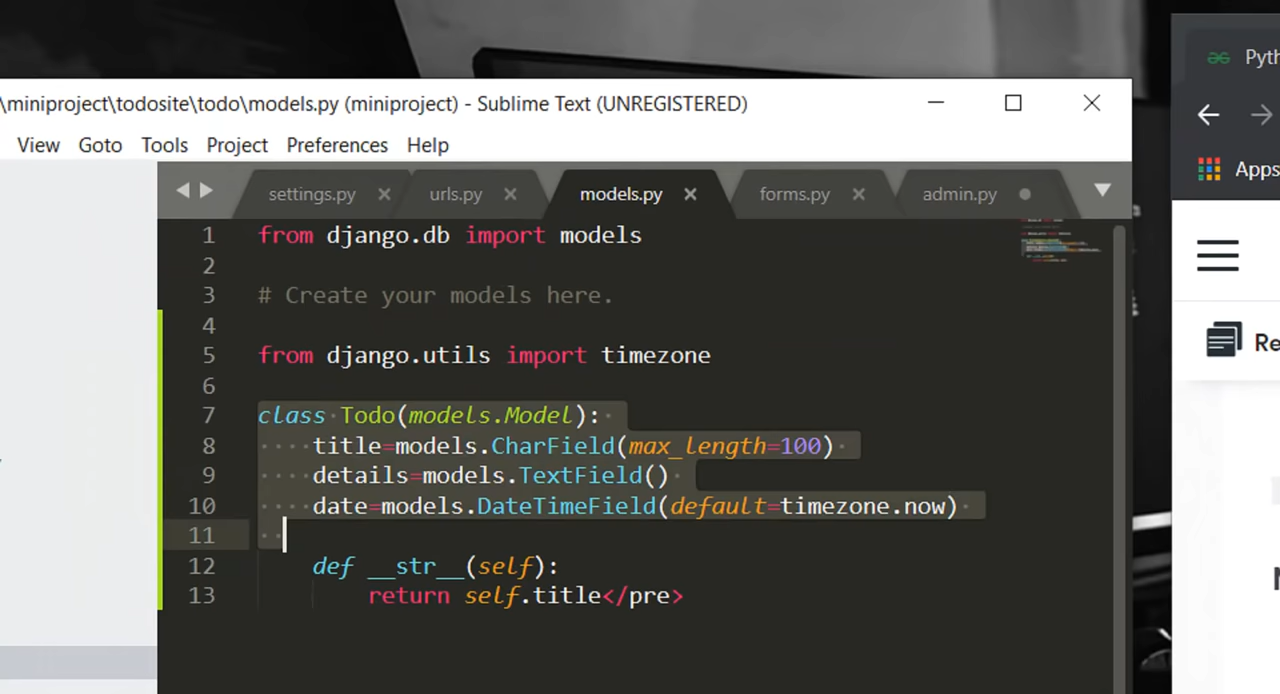 \miniproject\todosite\todo\models.py (miniproject) - Sublime Text (UNREGISTERED)
View Goto Tools Project Preferences Help
settings.py urls.py models.py forms.py admin.py
1 from django.db import models
2
3 # Create your models here.
4
5 from django.utils import timezone
6
7 class Todo(models.Model):
8 title=models.CharField(max_length=100)
9 details=models.TextField()
10 date=models.DateTimeField(default=timezone.now)
11
12 def __str__(self):
13 return self.title</pre>
Pyth
Apps
Re